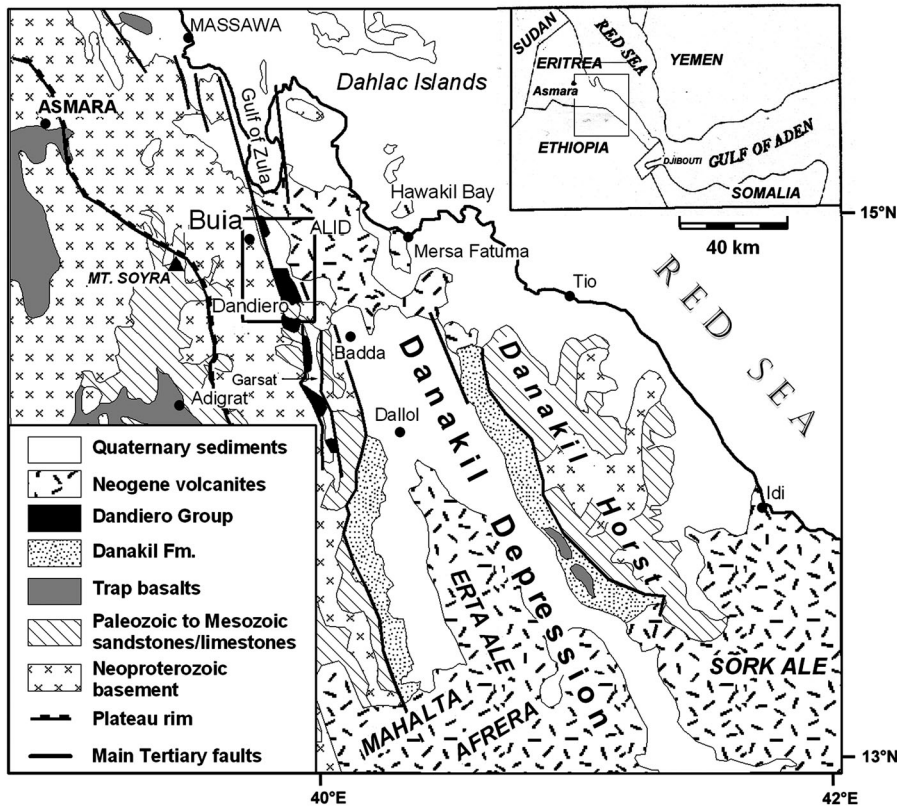 MASSAWA
Dahlac Islands
ASMARA
Gulf of Zula
Hawakil Bay
Buia
ALID
Mersa Fatuma
MT. SOYRA
Dandiero
Tio
Badda
Garsat
Adigrat
Dallol
Danakil Depression
Danakil Horst
RED SEA
Idi
ERTA ALE
SORK ALE
MAHALTA
AFRERA
SUDAN
RED SEA
YEMEN
ERITREA
Asmara
ETHIOPIA
DJIBOUTI
GULF OF ADEN
SOMALIA
15°N
40 km
Quaternary sediments
Neogene volcanites
Dandiero Group
Danakil Fm.
Trap basalts
Paleozoic to Mesozoic
sandstones/limestones
Neoproterozoic
basement
Plateau rim
Main Tertiary faults
13°N
40°E
42°E